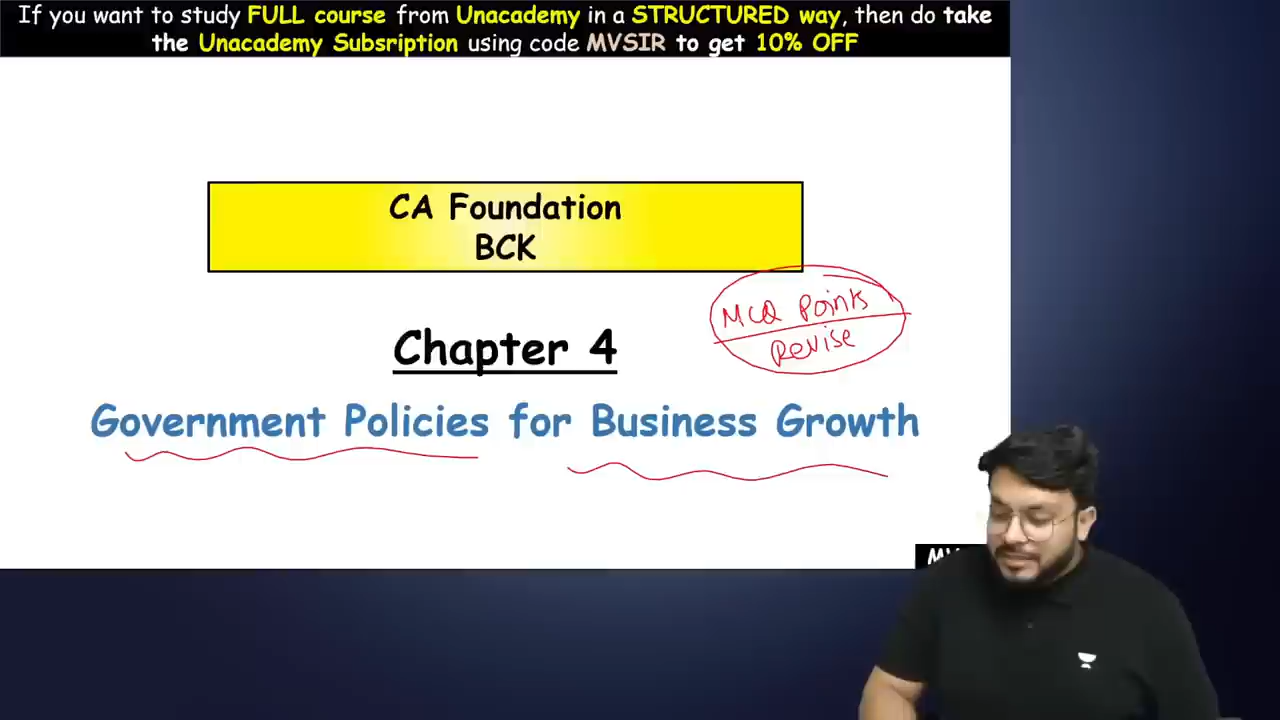 If you want to study FULL course from Unacademy in a STRUCTURED way, then do take
the Unacademy Subsription using code MVSIR to get 10% OFF
CA Foundation
BCK
MCQ Points
Revise
Chapter 4
Government Policies for Business Growth